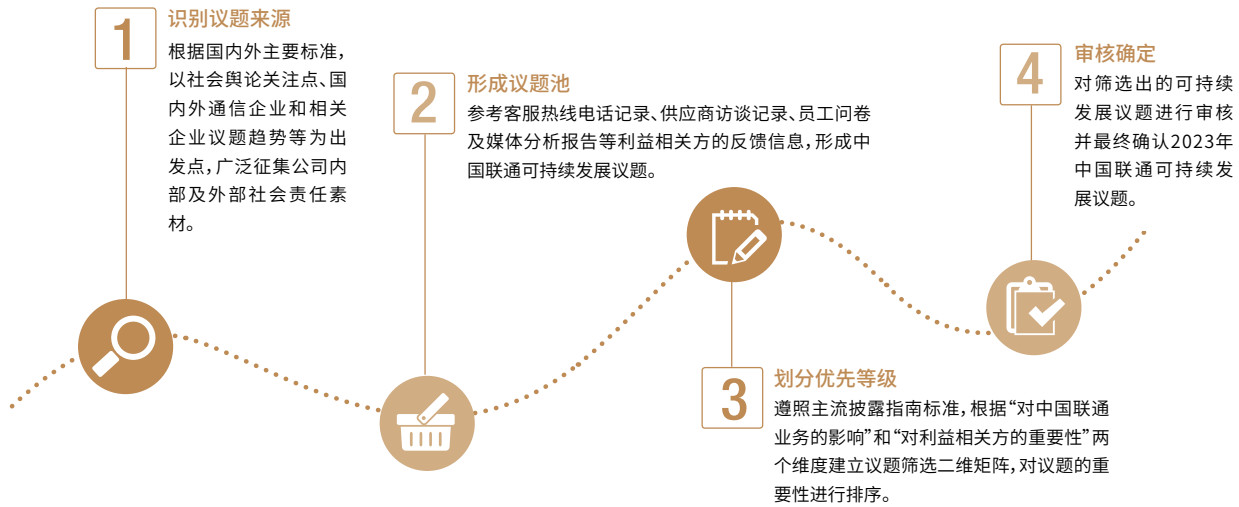 1
识别议题来源
根据国内外主要标准，
以社会舆论关注点、国
内外通信企业和相关
企业议题趋势等为出
发点，广泛征集公司内
部及外部社会责任素
材。
2
形成议题池
参考客服热线电话记录、供应商访谈记录、员工问卷
及媒体分析报告等利益相关方的反馈信息，形成中
国联通可持续发展议题。
3
划分优先等级
遵照主流披露指南标准，根据“对中国联通
业务的影响”和“对利益相关方的重要性”两
个维度建立议题筛选二维矩阵，对议题的重
要性进行排序。
4
审核确定
对筛选出的可持续
发展议题进行审核
并最终确认2023年
中国联通可持续发
展议题。